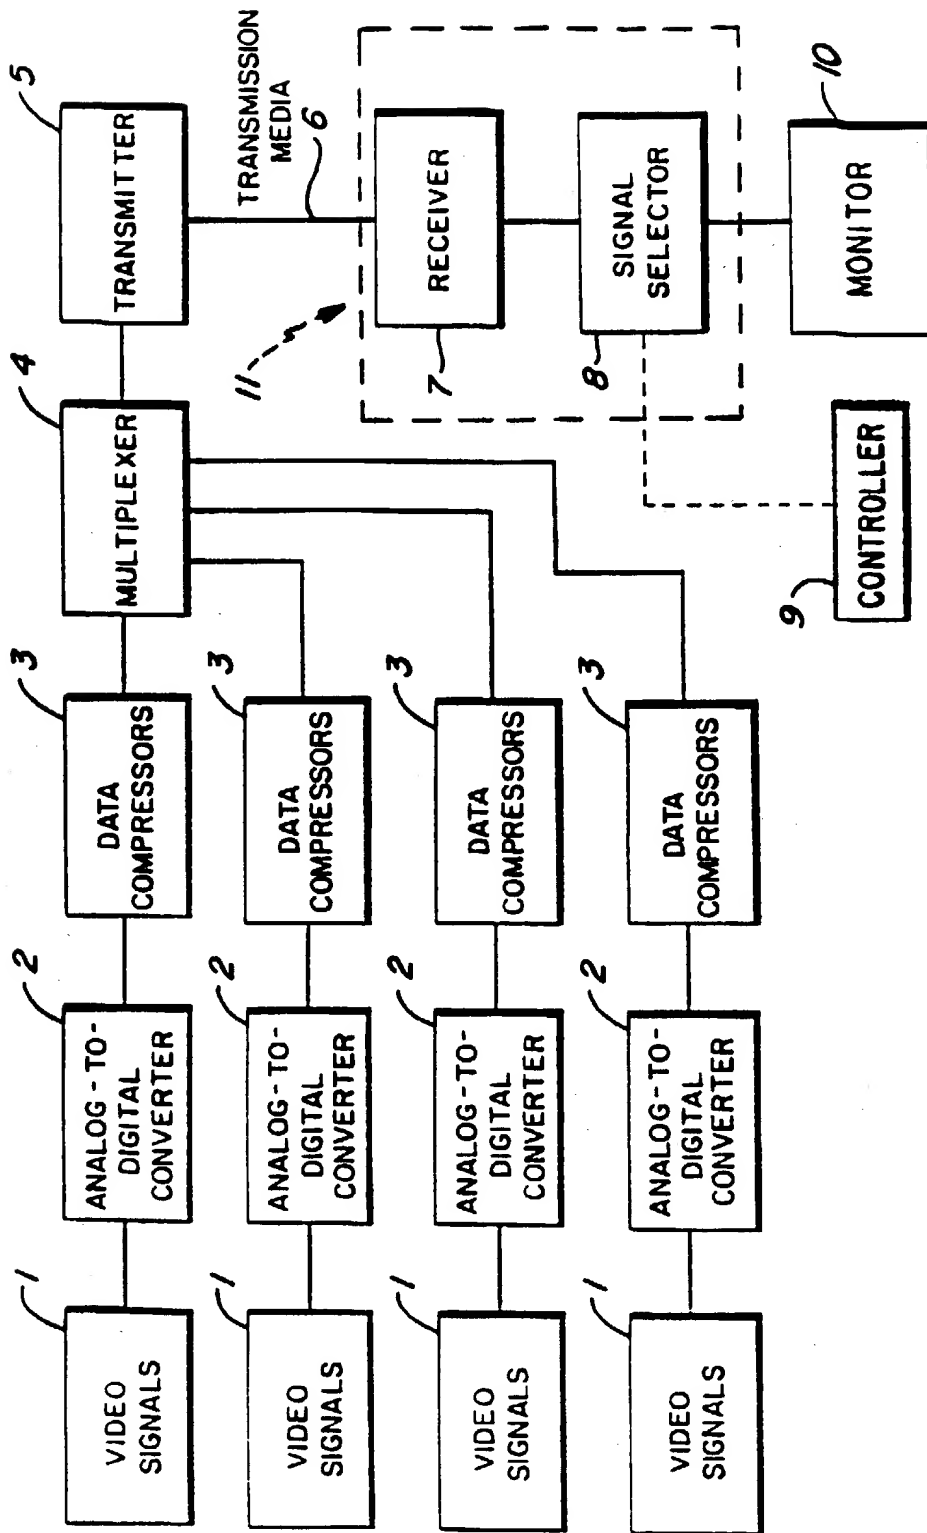 5
TRANSMITTER
4
MULTIPLEXER
3
DATA
COMPRESSORS
2
ANALOG-TO-
DIGITAL
CONVERTER
1
VIDEO
SIGNALS
3
DATA
COMPRESSORS
2
ANALOG-TO-
DIGITAL
CONVERTER
1
VIDEO
SIGNALS
3
DATA
COMPRESSORS
2
ANALOG-TO-
DIGITAL
CONVERTER
1
VIDEO
SIGNALS
3
DATA
COMPRESSORS
2
ANALOG-TO-
DIGITAL
CONVERTER
1
VIDEO
SIGNALS
TRANSMISSION
MEDIA
6
11
RECEIVER
7
SIGNAL
SELECTOR
8
CONTROLLER
9
MONITOR
10